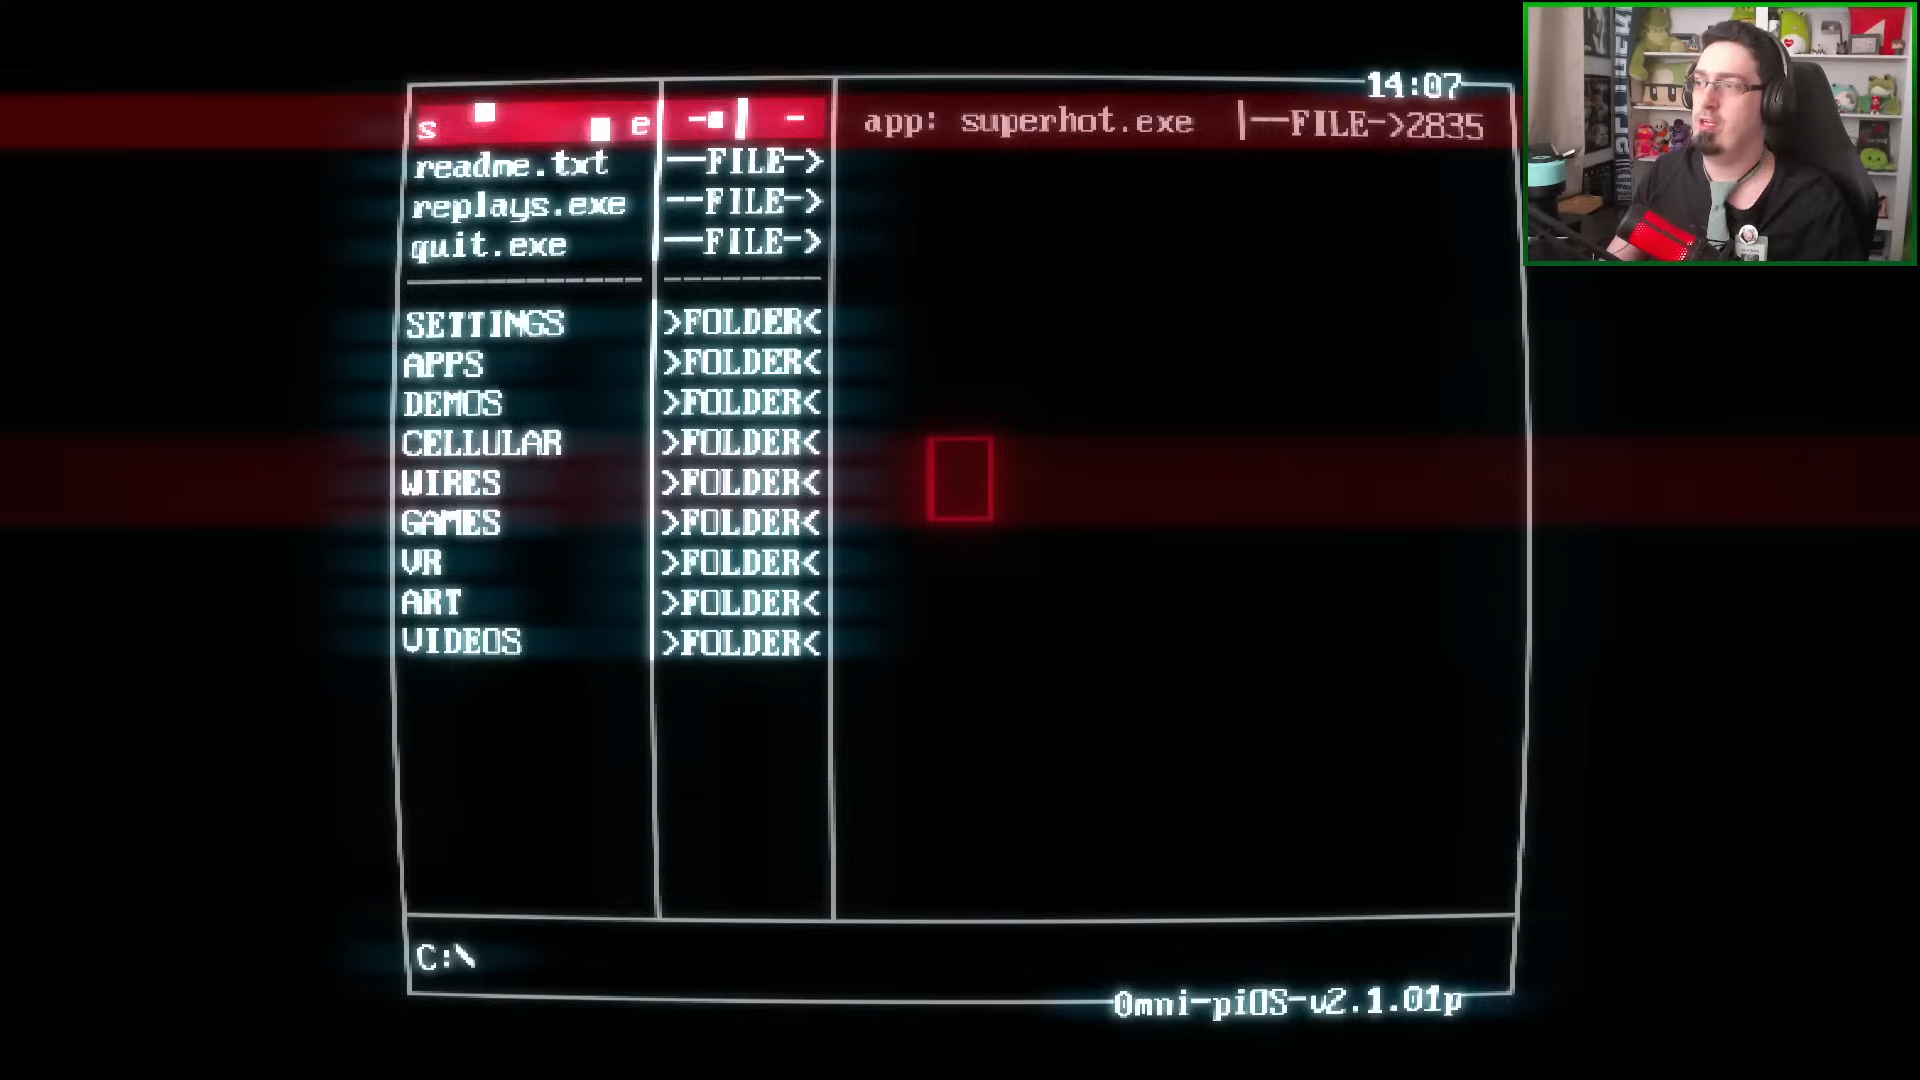 14:07
s e app: superhot.exe |——FILE->2835
readme.txt ——FILE->
replays.exe --FILE->
quit.exe ——FILE->
SETTINGS >FOLDER<
APPS >FOLDER<
DEMOS >FOLDER<
CELLULAR >FOLDER<
WIRES >FOLDER<
GAMES >FOLDER<
VR >FOLDER<
ART >FOLDER<
VIDEOS >FOLDER<
C:\
0mni-piOS-v2.1.01p